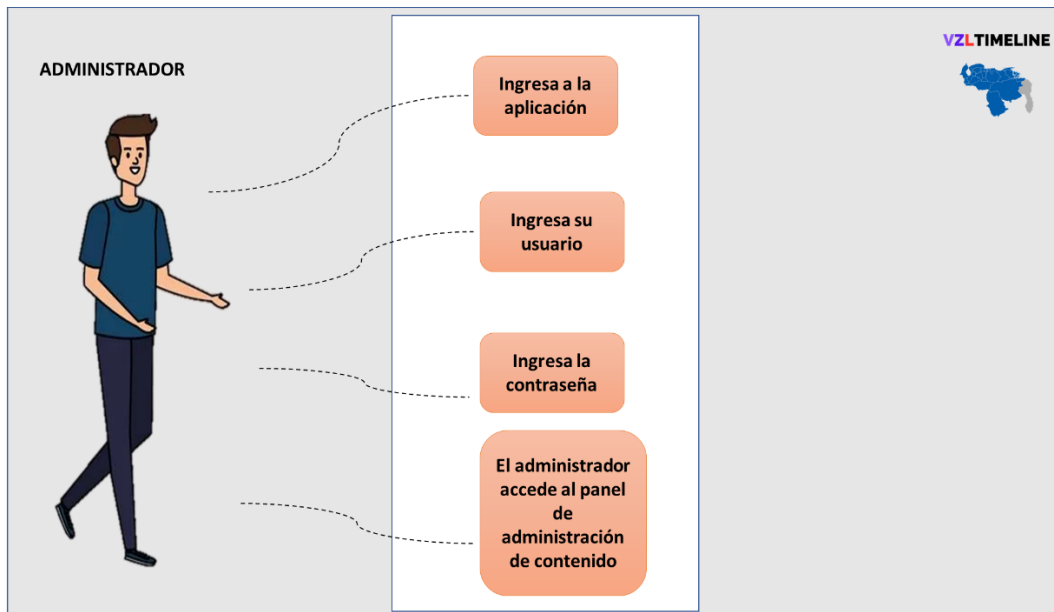 VZLTIMELINE
ADMINISTRADOR
Ingresa a la
aplicación
Ingresa su
usuario
Ingresa la
contraseña
El administrador
accede al panel
de
administración
de contenido